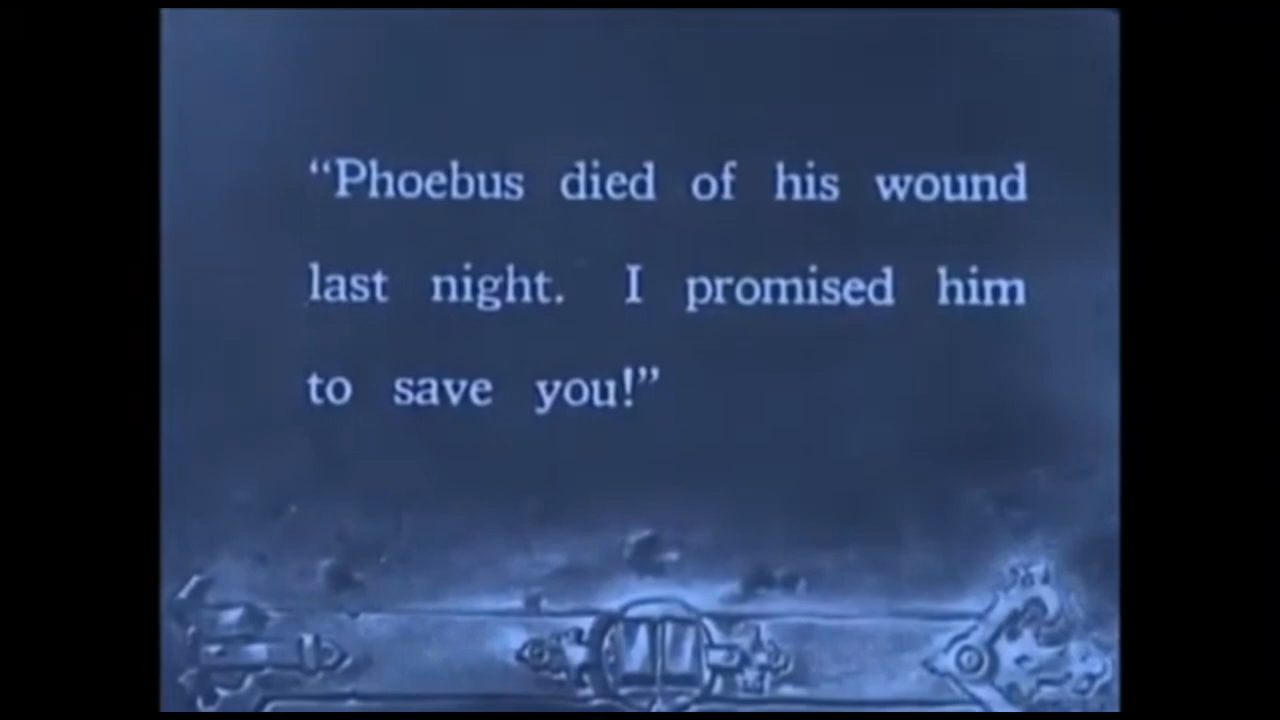 “Phoebus died of his wound
last night. I promised him
to save you!”